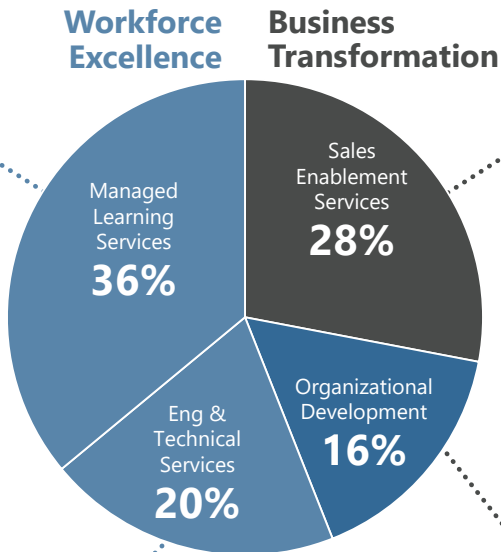 Workforce
Excellence
Business
Transformation
Managed
Learning
Services
36%
Sales
Enablement
Services
28%
Organizational
Development
16%
Eng &
Technical
Services
20%